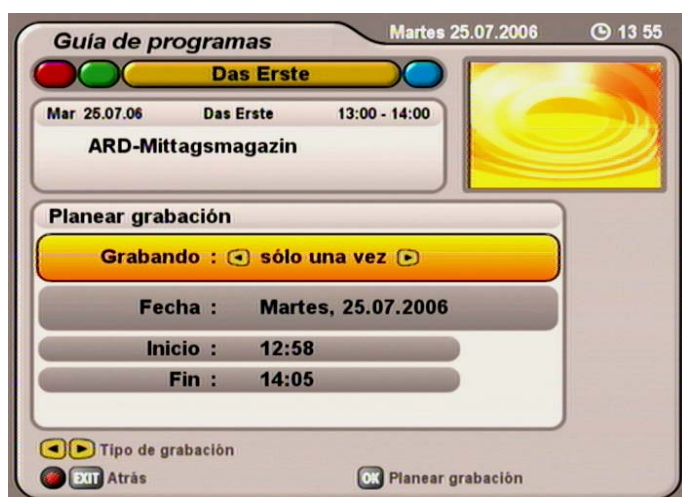 Guía de programas
Martes 25.07.2006 13 55
Das Erste
Mar 25.07.06 Das Erste 13:00 - 14:00
ARD-Mittagsmagazin
Planear grabación
Grabando : sólo una vez
Fecha : Martes, 25.07.2006
Inicio : 12:58
Fin : 14:05
Tipo de grabación
EXIT Atrás
OK Planear grabación